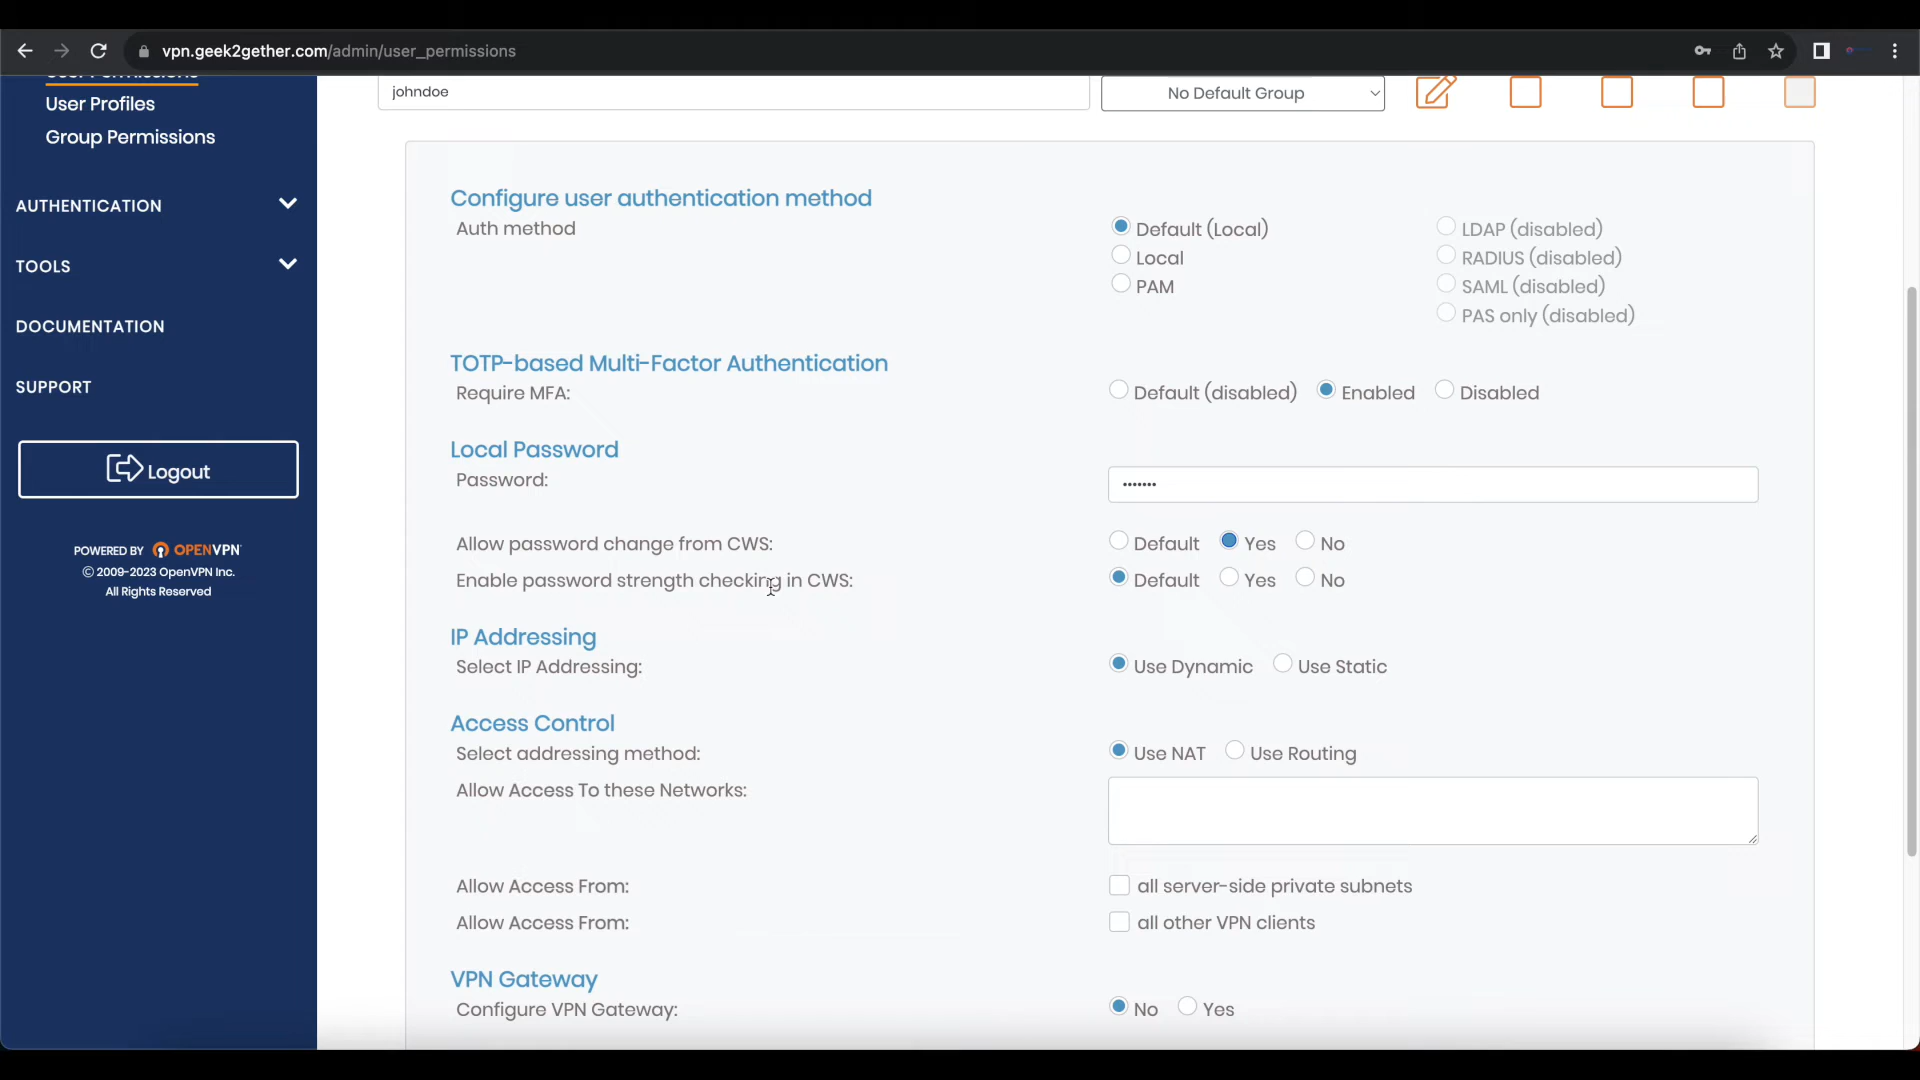 vpn.geek2gether.com/admin/user_permissions
User Permissions
User Profiles
Group Permissions
AUTHENTICATION
TOOLS
DOCUMENTATION
SUPPORT
Logout
POWERED BY OPENVPN
© 2009-2023 OpenVPN Inc.
All Rights Reserved
johndoe
No Default Group
Configure user authentication method
Auth method
Default (Local)
LDAP (disabled)
Local
RADIUS (disabled)
PAM
SAML (disabled)
PAS only (disabled)
TOTP-based Multi-Factor Authentication
Require MFA:
Default (disabled) Enabled Disabled
Local Password
Password:
•••••••
Allow password change from CWS:
Default Yes No
Enable password strength checking in CWS:
Default Yes No
IP Addressing
Select IP Addressing:
Use Dynamic Use Static
Access Control
Select addressing method:
Use NAT Use Routing
Allow Access To these Networks:
Allow Access From:
all server-side private subnets
Allow Access From:
all other VPN clients
VPN Gateway
Configure VPN Gateway:
No Yes